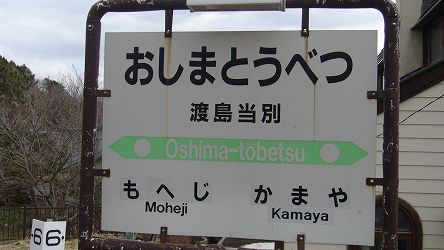 おしまとうべつ
渡島当別
Oshima-tōbetsu
もへじ かまや
Moheji Kamaya
66